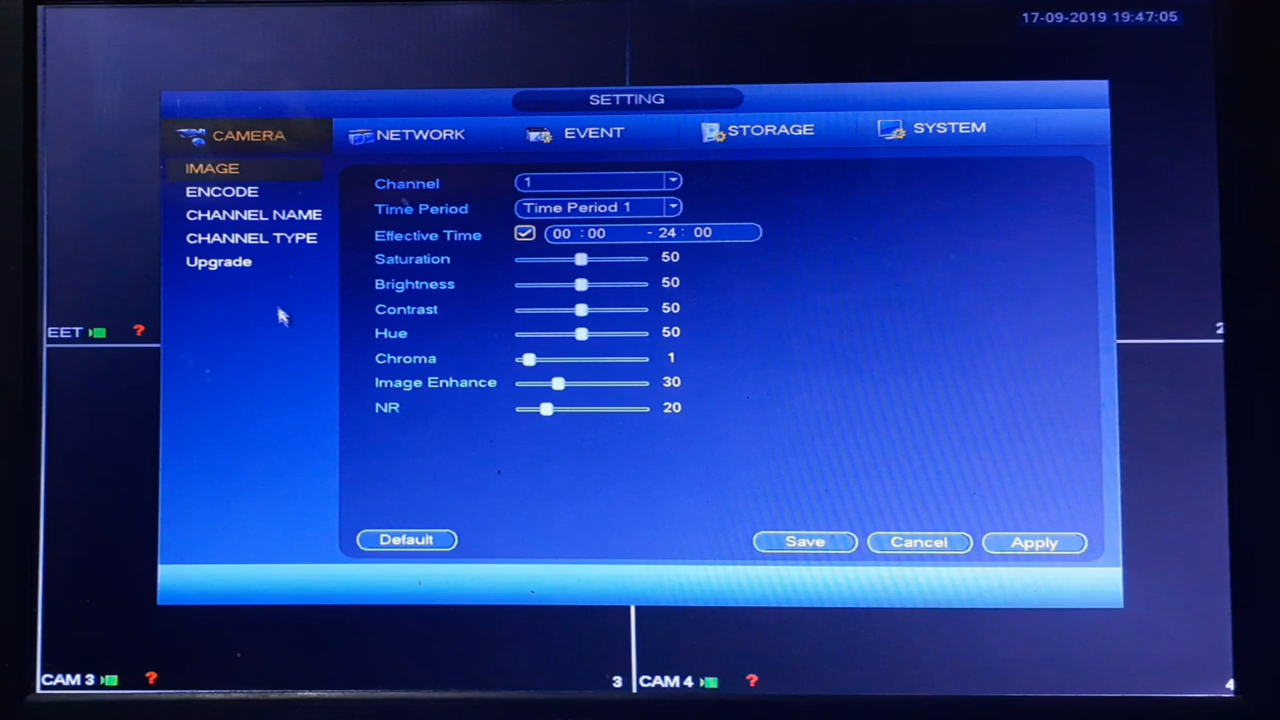 17-09-2019 19:47:05
SETTING
CAMERA NETWORK EVENT STORAGE SYSTEM
IMAGE
ENCODE
CHANNEL NAME
CHANNEL TYPE
Upgrade
Channel 1
Time Period Time Period 1
Effective Time 00 : 00 - 24 : 00
Saturation 50
Brightness 50
Contrast 50
Hue 50
Chroma 1
Image Enhance 30
NR 20
Default Save Cancel Apply
EET ? 2
CAM 3 ? 3 CAM 4 ? 4